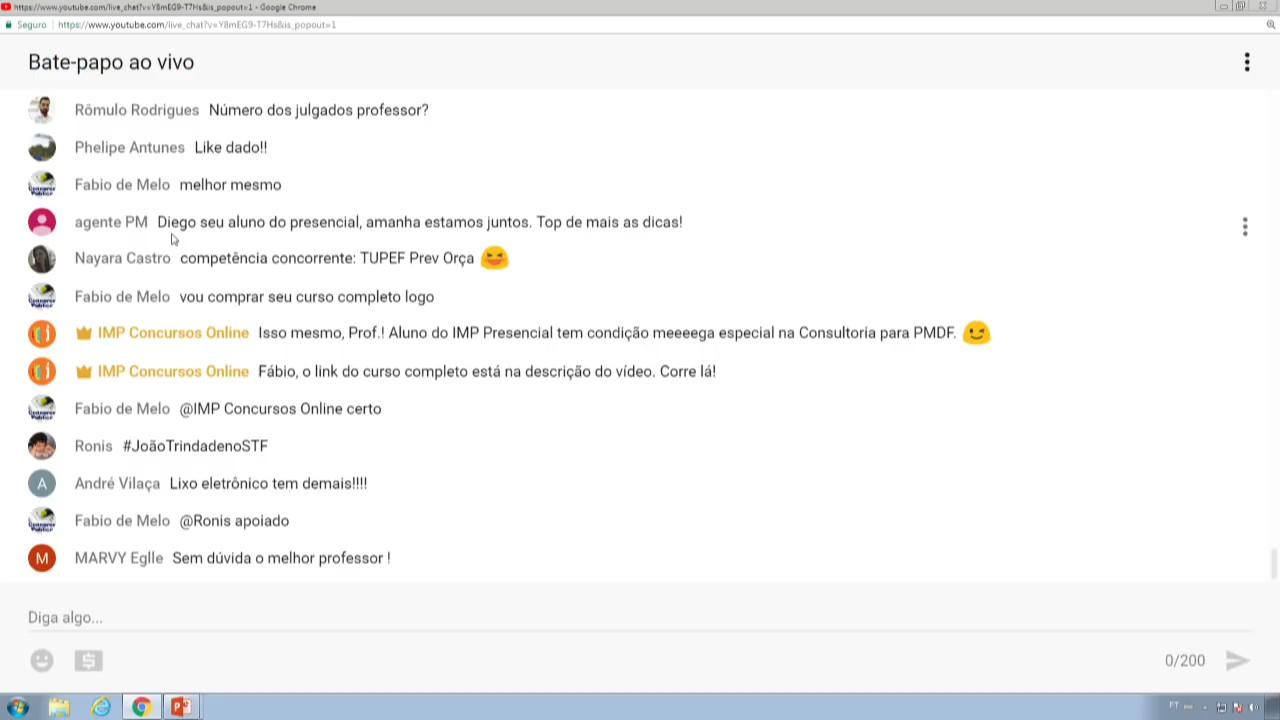 https://www.youtube.com/live_chat?v=Y8mEG9-T7Hs&is_popout=1 - Google Chrome
Seguro | https://www.youtube.com/live_chat?v=Y8mEG9-T7Hs&is_popout=1
Bate-papo ao vivo
Rômulo Rodrigues Número dos julgados professor?
Phelipe Antunes Like dado!!
Fabio de Melo melhor mesmo
agente PM Diego seu aluno do presencial, amanha estamos juntos. Top de mais as dicas!
Nayara Castro competência concorrente: TUPEF Prev Orça 😆
Fabio de Melo vou comprar seu curso completo logo
IMP Concursos Online Isso mesmo, Prof.! Aluno do IMP Presencial tem condição meeeega especial na Consultoria para PMDF. 😉
IMP Concursos Online Fábio, o link do curso completo está na descrição do vídeo. Corre lá!
Fabio de Melo @IMP Concursos Online certo
Ronis #JoãoTrindadenoSTF
A André Vilaça Lixo eletrônico tem demais!!!!
Fabio de Melo @Ronis apoiado
M MARVY Eglle Sem dúvida o melhor professor !
Diga algo...
0/200
PT